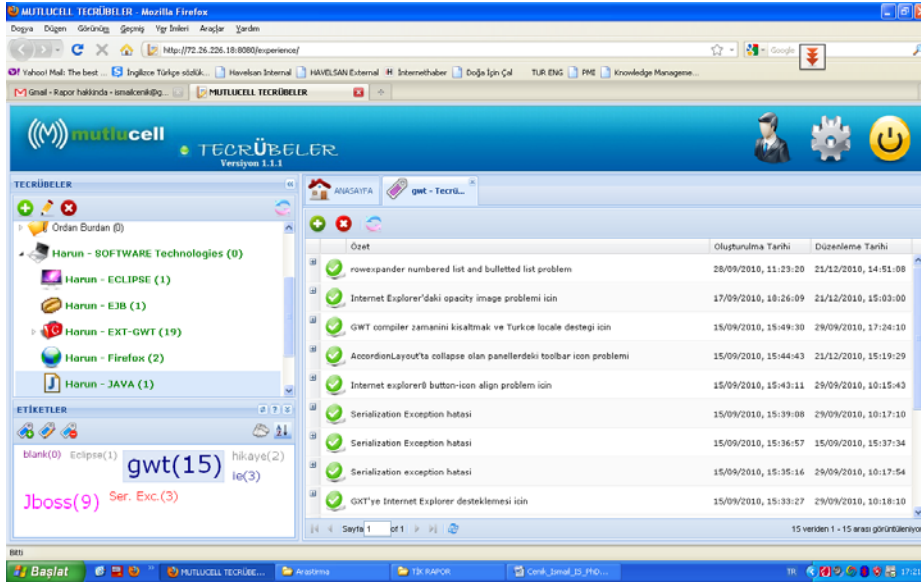 MUTLUCELL TECRÜBELER - Mozilla Firefox
Dosya Düzen Görünüm Geçmiş Yer İmleri Araçlar Yardım
http://72.26.226.18:8080/experience/
Google
Yahoo! Mail: The best ... İngilizce Türkçe sözlük... Havelsan Internal HAVELSAN External Internethaber Doğa İçin Çal TUR ENG PME Knowledge Manageme...
Gmail - Rapor hakkında - ismailcenik@g... MUTLUCELL TECRÜBELER
((M)) mutlucell
TECRÜBELER
Versiyon 1.1.1
TECRÜBELER
Ordan Burdan (0)
Harun - SOFTWARE Technologies (0)
Harun - ECLIPSE (1)
Harun - EJB (1)
Harun - EXT-GWT (19)
Harun - Firefox (2)
Harun - JAVA (1)
ETİKETLER
blank(0) Eclipse(1) gwt(15) hikaye(2)
ie(3)
Jboss(9) Ser. Exc.(3)
ANASAYFA gwt - Tecrü...
Özet Oluşturulma Tarihi Düzenleme Tarihi
rowexpander numbered list and bulletted list problem 28/09/2010, 11:23:20 21/12/2010, 14:51:08
Internet Explorer'daki opacity image problemi icin 17/09/2010, 18:26:09 21/12/2010, 15:03:00
GWT compiler zamanini kisaltmak ve Turkce locale destegi icin 15/09/2010, 15:49:30 29/09/2010, 17:24:10
AccordionLayout'ta collapse olan panellerdeki toolbar icon problemi 15/09/2010, 15:44:43 21/12/2010, 15:19:29
Internet explorer8 button-icon align problem icin 15/09/2010, 15:43:11 29/09/2010, 10:15:43
Serialization Exception hatasi 15/09/2010, 15:39:08 29/09/2010, 10:17:10
Serialization Exception hatasi 15/09/2010, 15:36:57 15/09/2010, 15:37:34
Serialization exception hatasi 15/09/2010, 15:35:16 29/09/2010, 10:17:54
GXT'ye Internet Explorer desteklemesi icin 15/09/2010, 15:33:27 29/09/2010, 10:18:10
Sayfa 1 of 1 15 veriden 1 - 15 arası görüntüleniyor
Bitti
Başlat MUTLUCELL TECRÜBE... Arastirma TİK RAPOR Cenik_Ismail_IS_PhD... TR 17:21